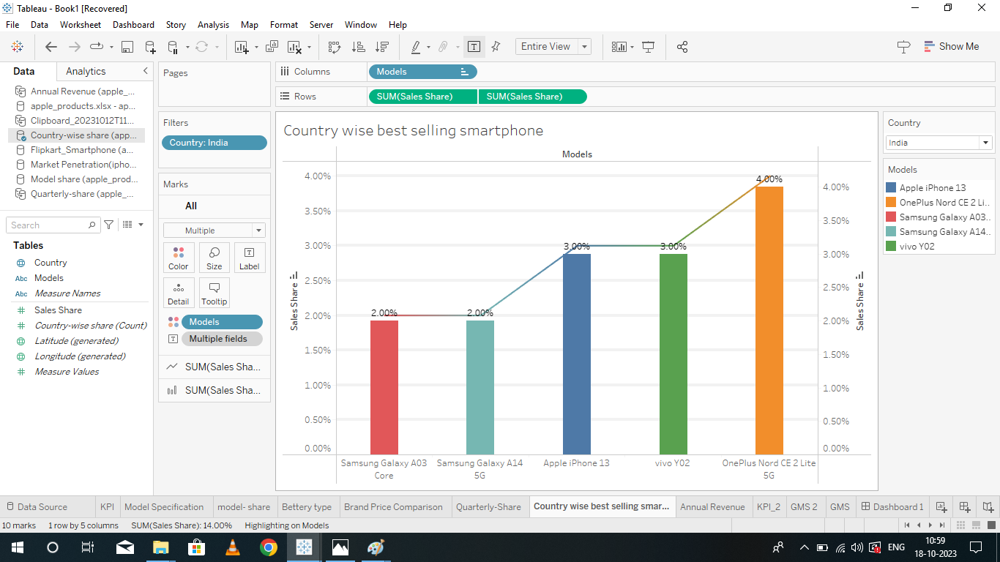 Tableau - Book1 [Recovered]
File Data Worksheet Dashboard Story Analysis Map Format Server Window Help
Entire View
Show Me
Data Analytics
Annual Revenue (apple_...
apple_products.xlsx - ap...
Clipboard_20231012T11...
Country-wise share (app...
Flipkart_Smartphone (a...
Market Penetration(ipho...
Model share (apple_prod...
Quarterly-share (apple_...
Search
Tables
Country
Abc Models
Abc Measure Names
Sales Share
Country-wise share (Count)
Latitude (generated)
Longitude (generated)
Measure Values
Pages
Filters
Country: India
Marks
All
Multiple
Color Size Label
Detail Tooltip
Models
Multiple fields
SUM(Sales Sha...
SUM(Sales Sha...
Columns Models
Rows SUM(Sales Share) SUM(Sales Share)
Country wise best selling smartphone
Models
Sales Share
4.00%
3.50%
3.00%
2.50%
2.00%
1.50%
1.00%
0.50%
0.00%
2.00% 2.00% 3.00% 3.00% 4.00%
Samsung Galaxy A03 Core
Samsung Galaxy A14 5G
Apple iPhone 13
vivo Y02
OnePlus Nord CE 2 Lite 5G
4.00%
3.50%
3.00%
2.50%
2.00%
1.50%
1.00%
0.50%
0.00%
Sales Share
Country
India
Models
Apple iPhone 13
OnePlus Nord CE 2 Li..
Samsung Galaxy A03..
Samsung Galaxy A14..
vivo Y02
Data Source KPI Model Specification model- share Bettery type Brand Price Comparison Quarterly-Share Country wise best selling smar... Annual Revenue KPI_2 GMS 2 GMS Dashboard 1
10 marks 1 row by 5 columns SUM(Sales Share): 14.00% Highlighting on Models
ENG
10:59
18-10-2023